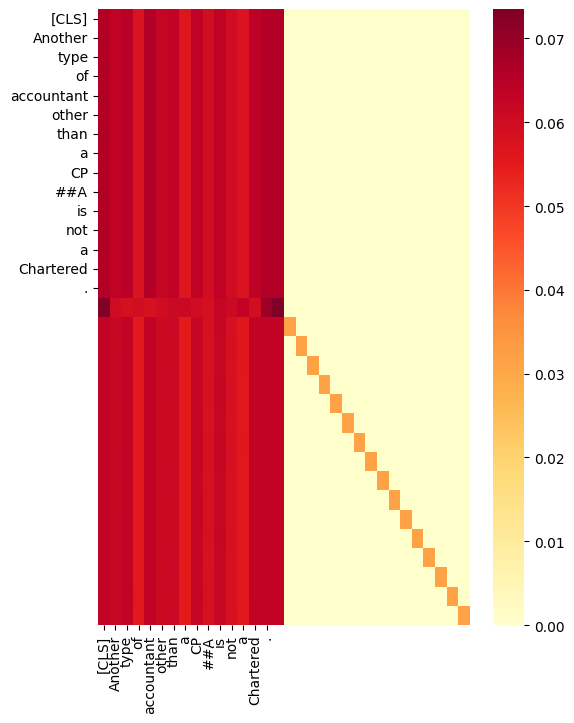 [CLS]
Another
type
of
accountant
other
than
a
CP
##A
is
not
a
Chartered
.
0.07
0.06
0.05
0.04
0.03
0.02
0.01
0.00
[CLS]
Another
type
of
accountant
other
than
a
CP
##A
is
not
a
Chartered
.